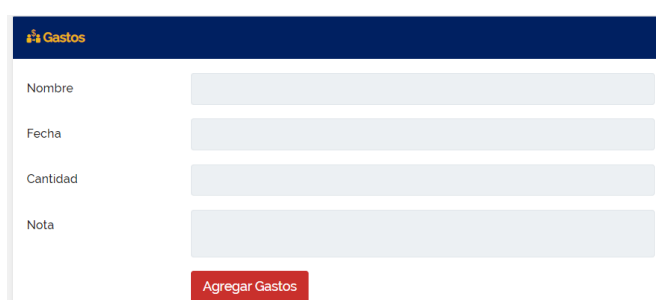 Gastos
Nombre
Fecha
Cantidad
Nota
Agregar Gastos